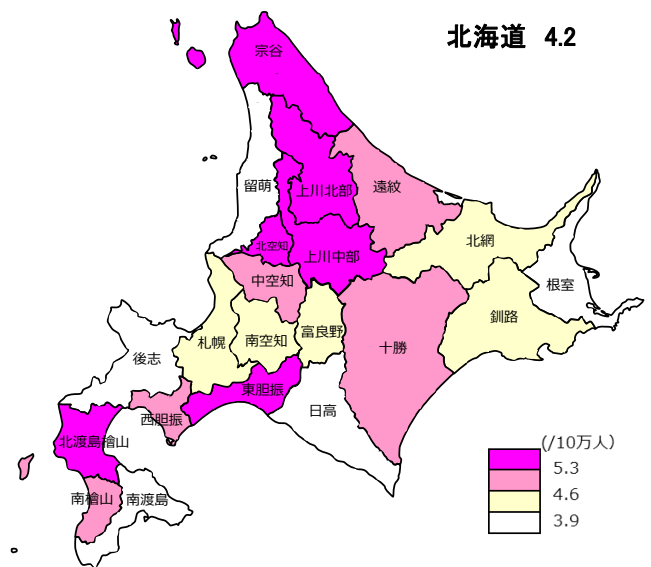 北海道 4.2
宗谷
留萌
上川北部
遠紋
北空知
上川中部
北網
中空知
根室
札幌
南空知
富良野
釧路
後志
十勝
東胆振
西胆振
日高
北渡島檜山
南檜山
南渡島
(/10万人)
5.3
4.6
3.9